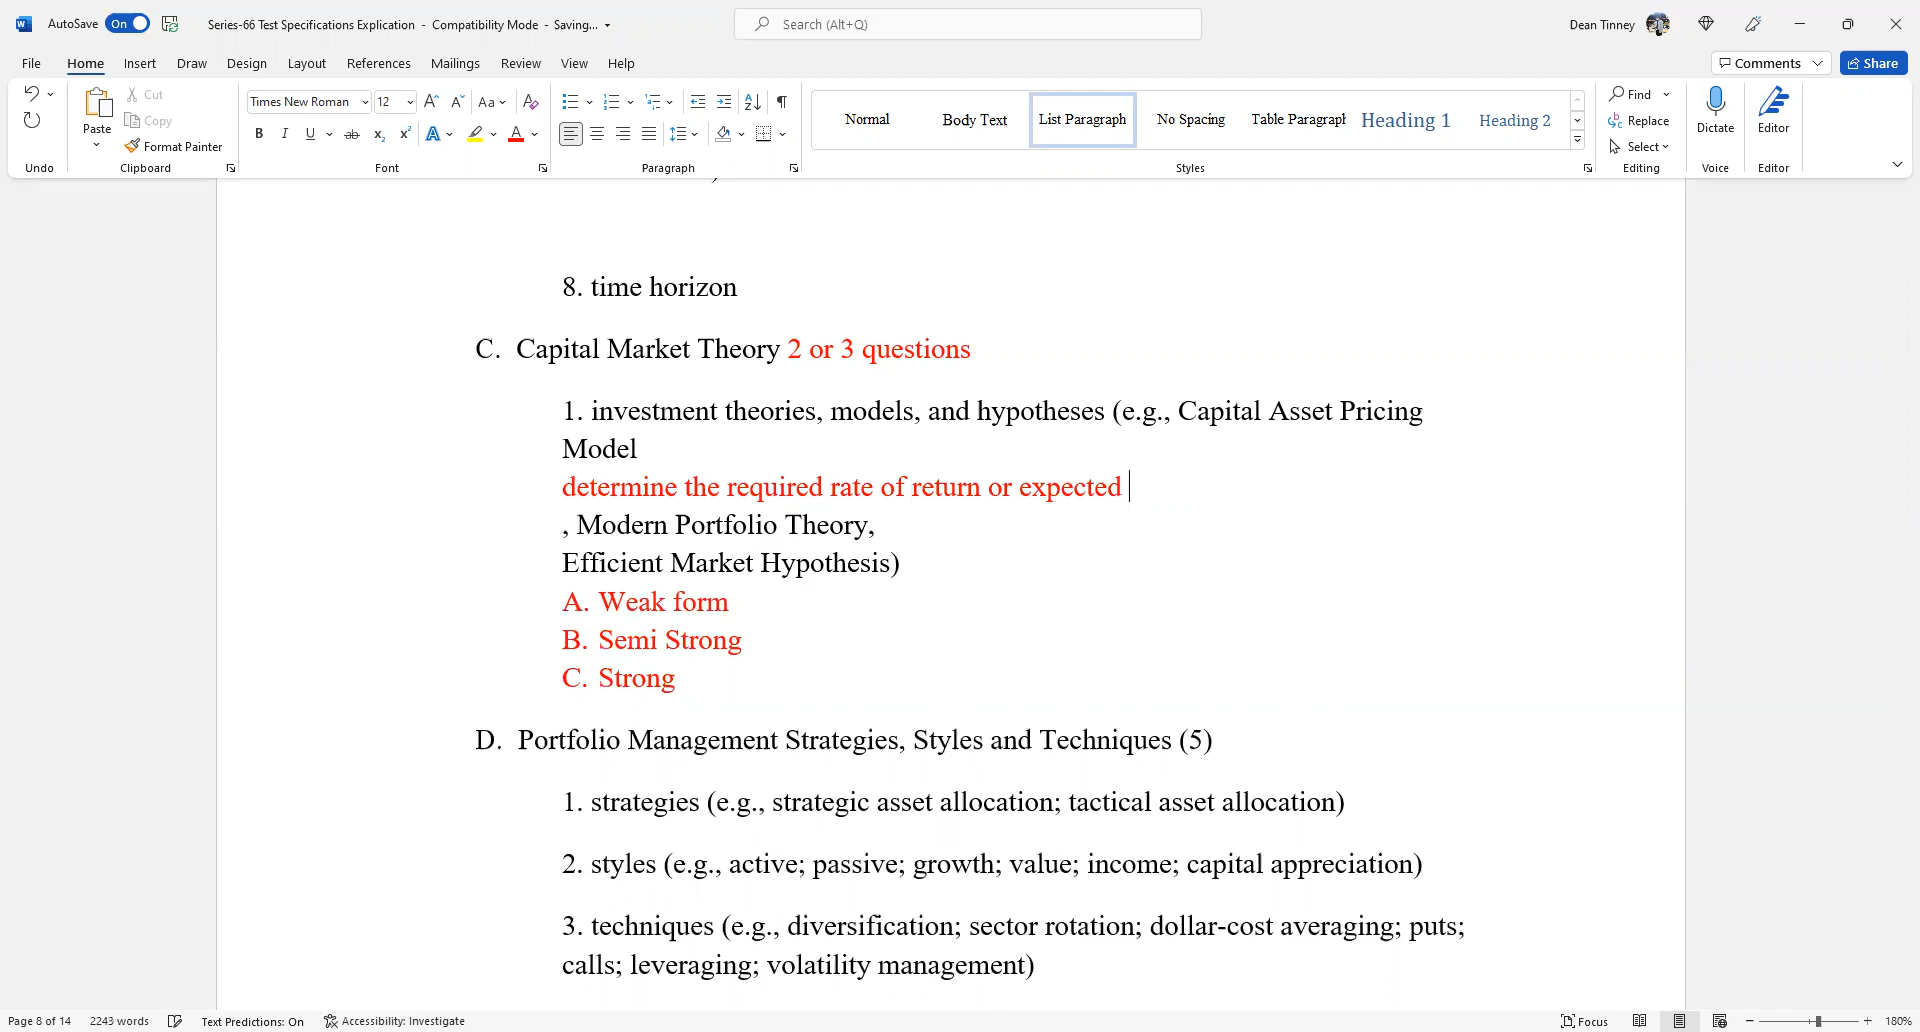 AutoSave On Series-66 Test Specifications Explication - Compatibility Mode - Saving... Search (Alt+Q) Dean Tinney
File Home Insert Draw Design Layout References Mailings Review View Help Comments Share
Paste Cut Copy Format Painter
Times New Roman 12 Aa
B I U ab x₂ x² A A
Normal Body Text List Paragraph No Spacing Table Paragraph Heading 1 Heading 2
Find Replace Select Dictate Editor
Undo Clipboard Font Paragraph Styles Editing Voice Editor
8. time horizon
C. Capital Market Theory 2 or 3 questions
1. investment theories, models, and hypotheses (e.g., Capital Asset Pricing
Model
determine the required rate of return or expected
, Modern Portfolio Theory,
Efficient Market Hypothesis)
A. Weak form
B. Semi Strong
C. Strong
D. Portfolio Management Strategies, Styles and Techniques (5)
1. strategies (e.g., strategic asset allocation; tactical asset allocation)
2. styles (e.g., active; passive; growth; value; income; capital appreciation)
3. techniques (e.g., diversification; sector rotation; dollar-cost averaging; puts;
calls; leveraging; volatility management)
Page 8 of 14 2243 words Text Predictions: On Accessibility: Investigate Focus 180%